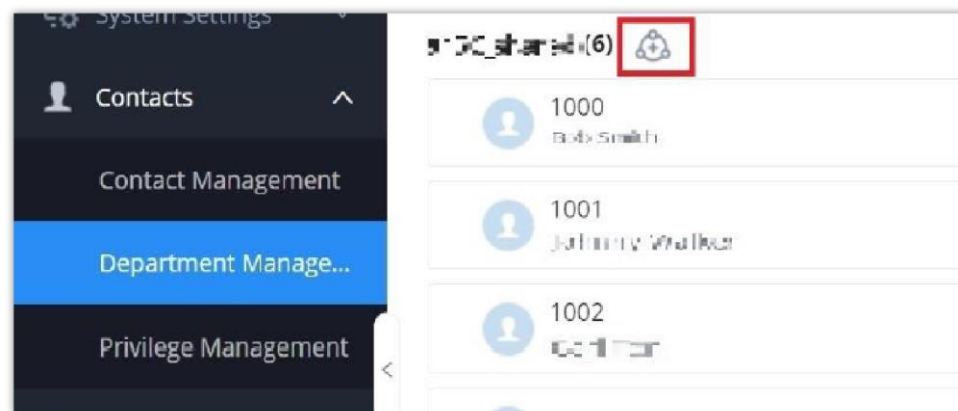 System Settings
Contacts
Contact Management
Department Manage...
Privilege Management
(6)
1000
1001
1002